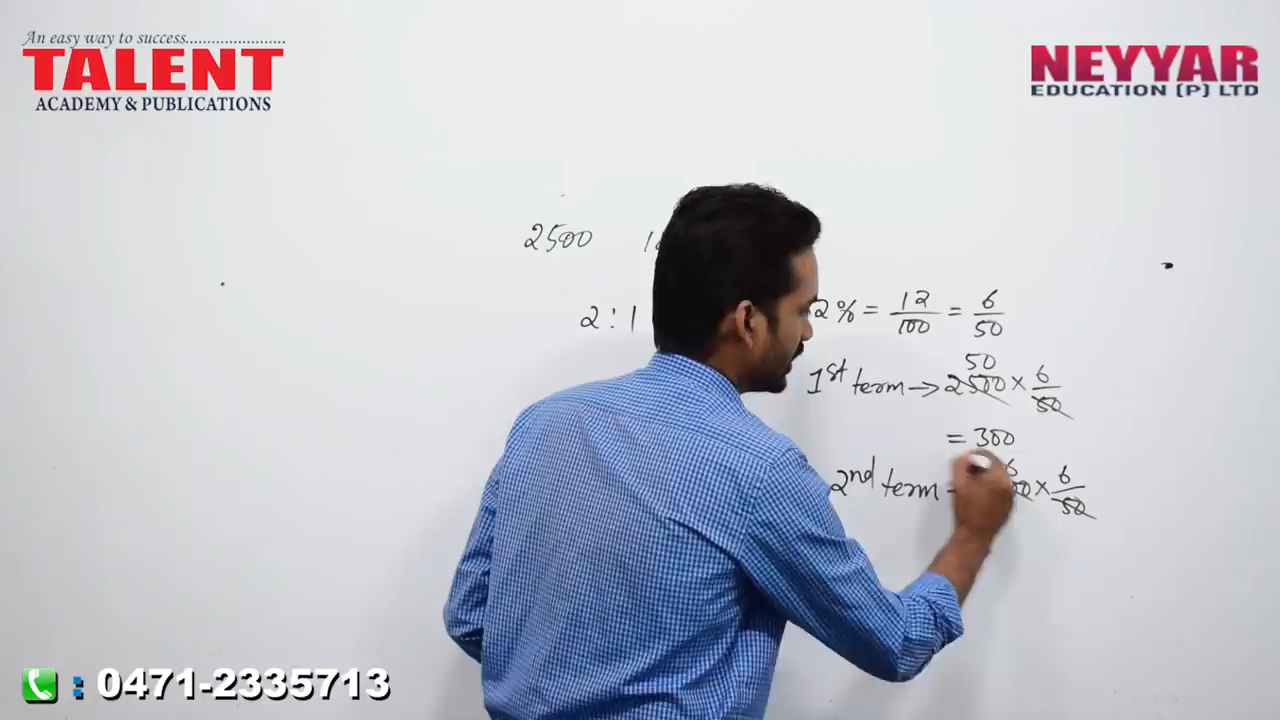 An easy way to success.......................
TALENT
ACADEMY & PUBLICATIONS
NEYYAR
EDUCATION (P) LTD
2500
2 : 1
2% = 12/100 = 6/50
50
1st term → 2500 × 6/50
= 300
6
2nd term × 6/50
: 0471-2335713